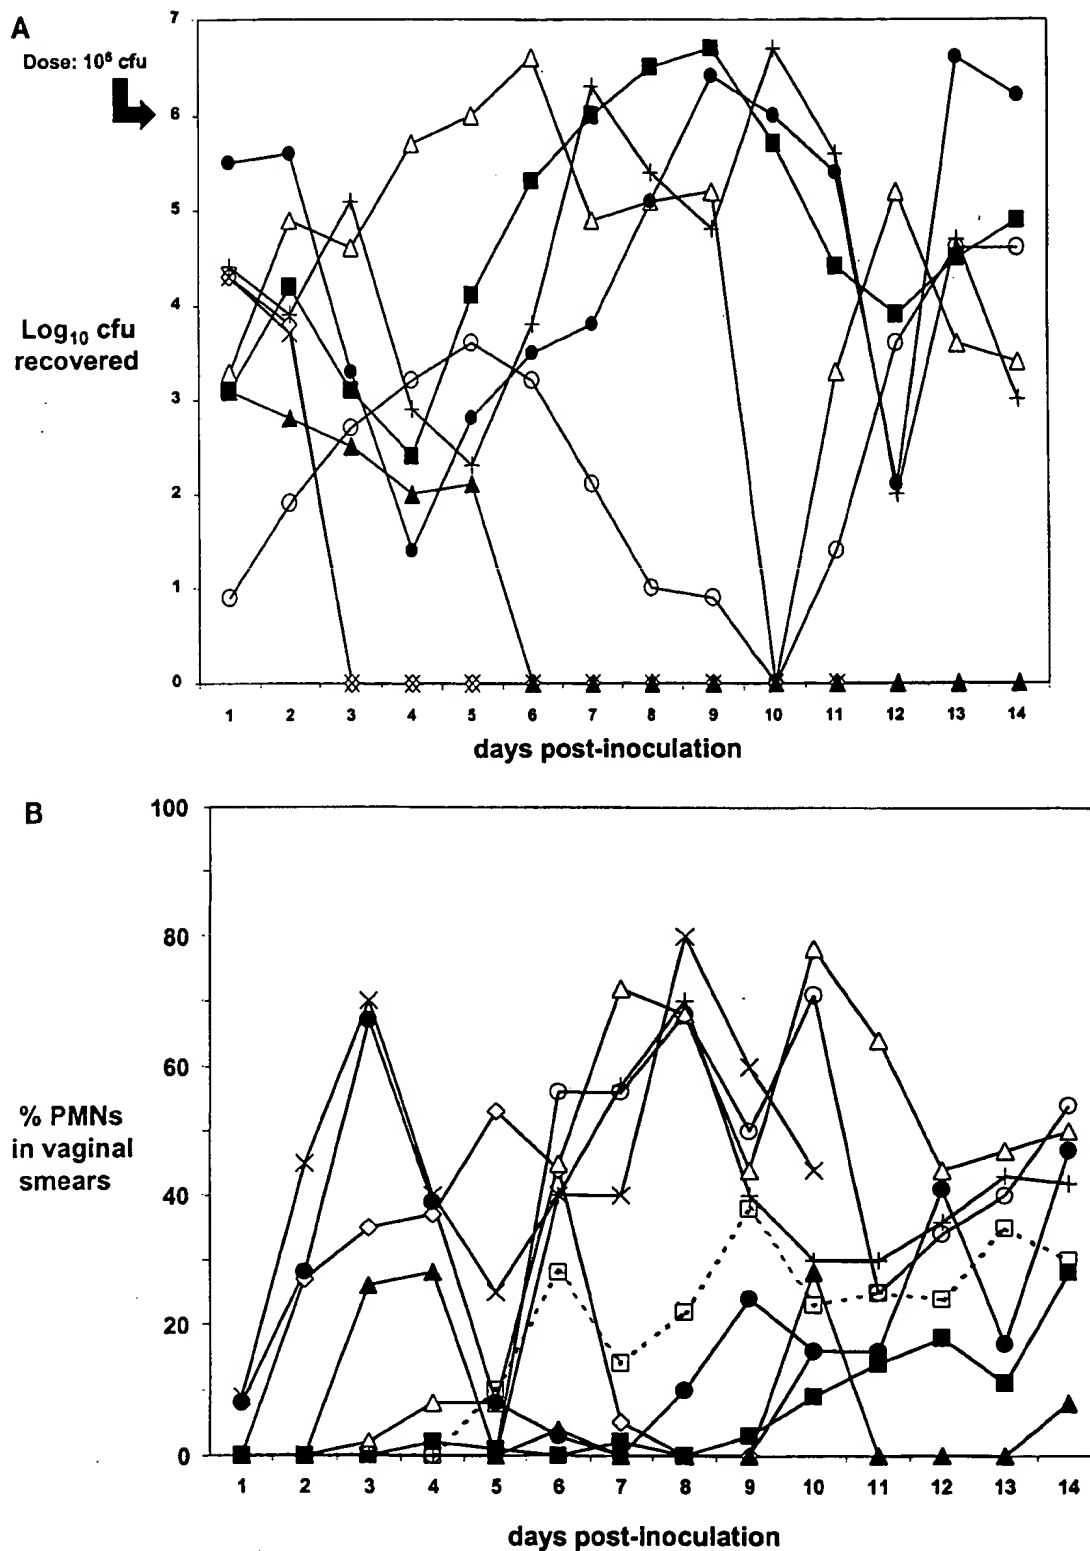 A
Dose: 10⁶ cfu
7
6
5
4
3
2
1
0
Log₁₀ cfu
recovered
1 2 3 4 5 6 7 8 9 10 11 12 13 14
days post-inoculation
B
100
80
60
40
20
0
% PMNs
in vaginal
smears
1 2 3 4 5 6 7 8 9 10 11 12 13 14
days post-inoculation